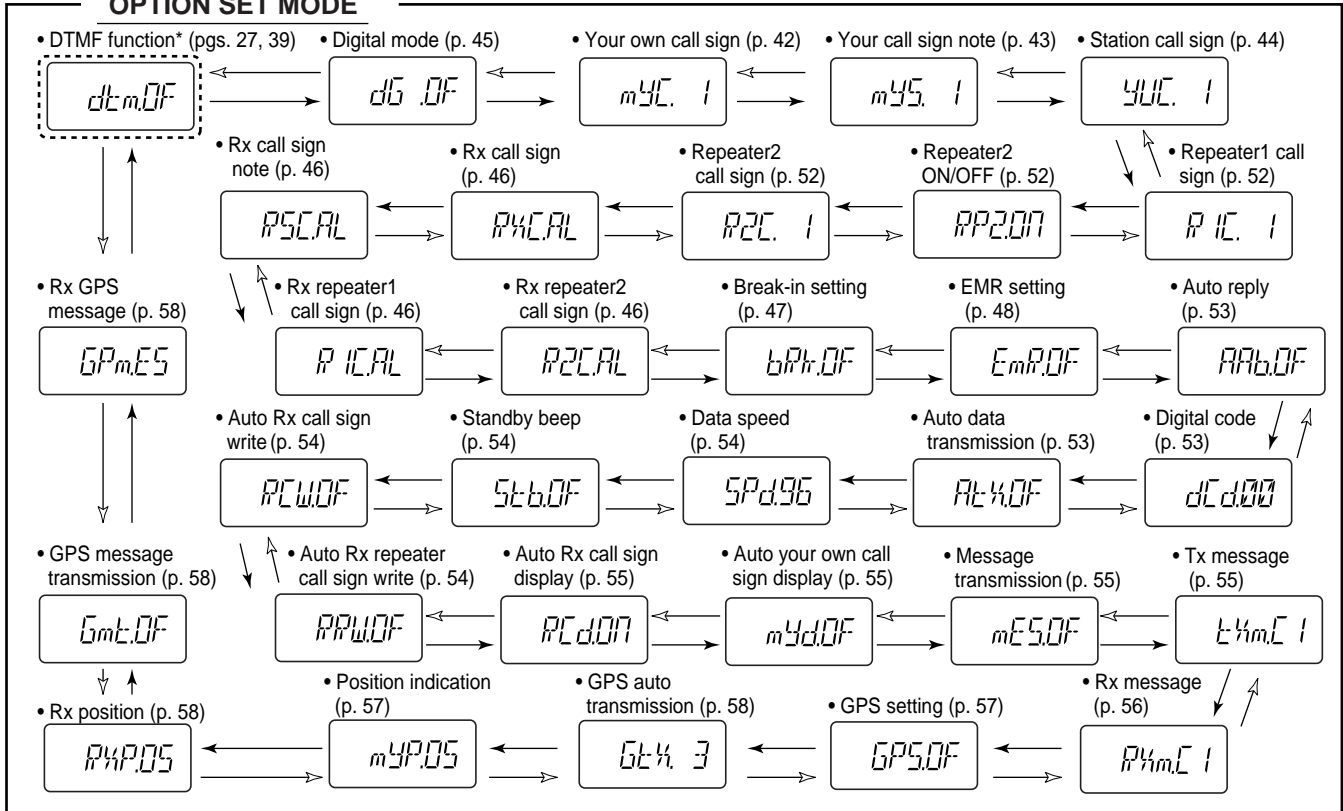 OPTION SET MODE
• DTMF function* (pgs. 27, 39)
• Digital mode (p. 45)
• Your own call sign (p. 42)
• Your call sign note (p. 43)
• Station call sign (p. 44)
dtm.OF
dG .OF
mYC. 1
mYS. 1
YUC. 1
• Rx call sign
note (p. 46)
• Rx call sign
(p. 46)
• Repeater2
call sign (p. 52)
• Repeater2
ON/OFF (p. 52)
• Repeater1 call
sign (p. 52)
RSC.AL
RXC.AL
R2C. 1
RP2.ON
R1C. 1
• Rx GPS
message (p. 58)
• Rx repeater1
call sign (p. 46)
• Rx repeater2
call sign (p. 46)
• Break-in setting
(p. 47)
• EMR setting
(p. 48)
• Auto reply
(p. 53)
GPm.ES
R1C.AL
R2C.AL
bRK.OF
EmR.OF
AAb.OF
• Auto Rx call sign
write (p. 54)
• Standby beep
(p. 54)
• Data speed
(p. 54)
• Auto data
transmission (p. 53)
• Digital code
(p. 53)
RCW.OF
Stb.OF
SPd.96
AtX.OF
dCd.00
• GPS message
transmission (p. 58)
• Auto Rx repeater
call sign write (p. 54)
• Auto Rx call sign
display (p. 55)
• Auto your own call
sign display (p. 55)
• Message
transmission (p. 55)
• Tx message
(p. 55)
Gmt.OF
RRW.OF
RCd.ON
mYd.OF
mES.OF
tXm.C1
• Rx position (p. 58)
• Position indication
(p. 57)
• GPS auto
transmission (p. 58)
• GPS setting (p. 57)
• Rx message
(p. 56)
RXP.OS
mYP.OS
GtX. 3
GPS.OF
RXm.C1